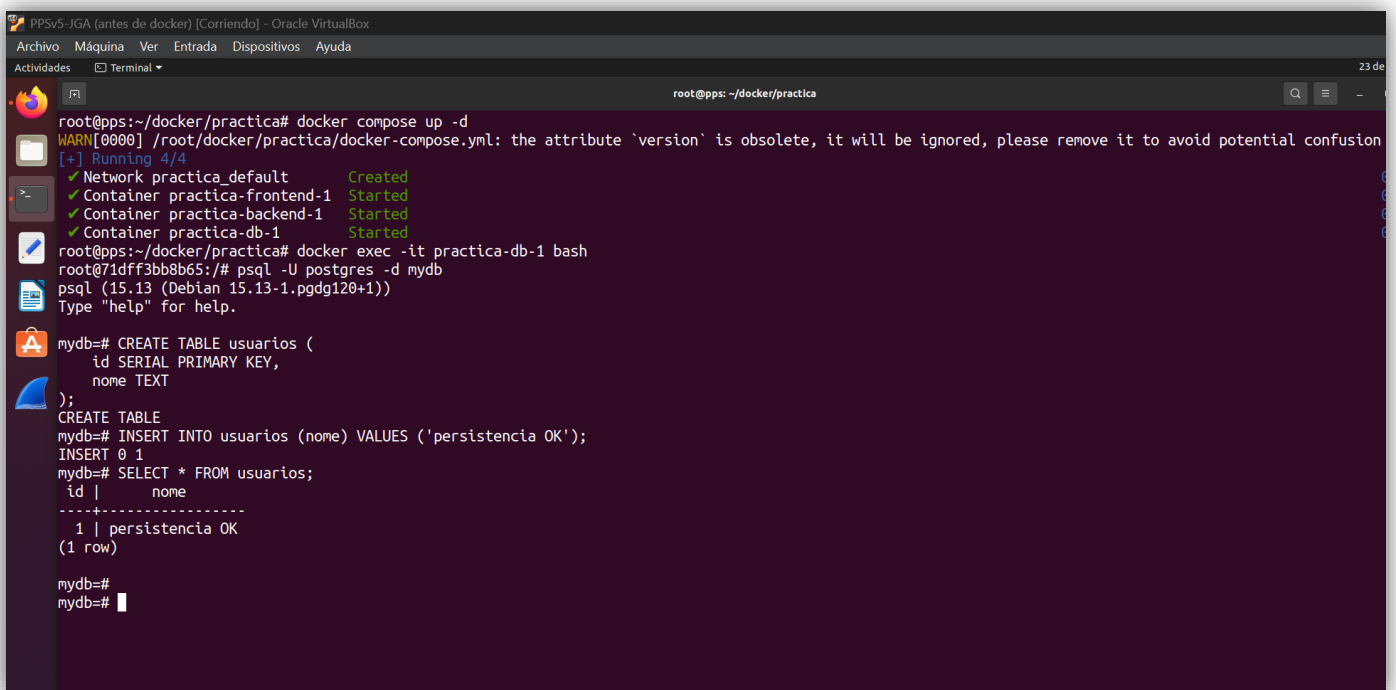 PPSv5-JGA (antes de docker) [Corriendo] - Oracle VirtualBox
Archivo Máquina Ver Entrada Dispositivos Ayuda
Actividades Terminal 23 de
root@pps: ~/docker/practica
root@pps:~/docker/practica# docker compose up -d
WARN[0000] /root/docker/practica/docker-compose.yml: the attribute `version` is obsolete, it will be ignored, please remove it to avoid potential confusion
[+] Running 4/4
✔ Network practica_default Created
✔ Container practica-frontend-1 Started
✔ Container practica-backend-1 Started
✔ Container practica-db-1 Started
root@pps:~/docker/practica# docker exec -it practica-db-1 bash
root@71dff3bb8b65:/# psql -U postgres -d mydb
psql (15.13 (Debian 15.13-1.pgdg120+1))
Type "help" for help.
mydb=# CREATE TABLE usuarios (
id SERIAL PRIMARY KEY,
nome TEXT
);
CREATE TABLE
mydb=# INSERT INTO usuarios (nome) VALUES ('persistencia OK');
INSERT 0 1
mydb=# SELECT * FROM usuarios;
id | nome
----+-----------------
1 | persistencia OK
(1 row)
mydb=#
mydb=#